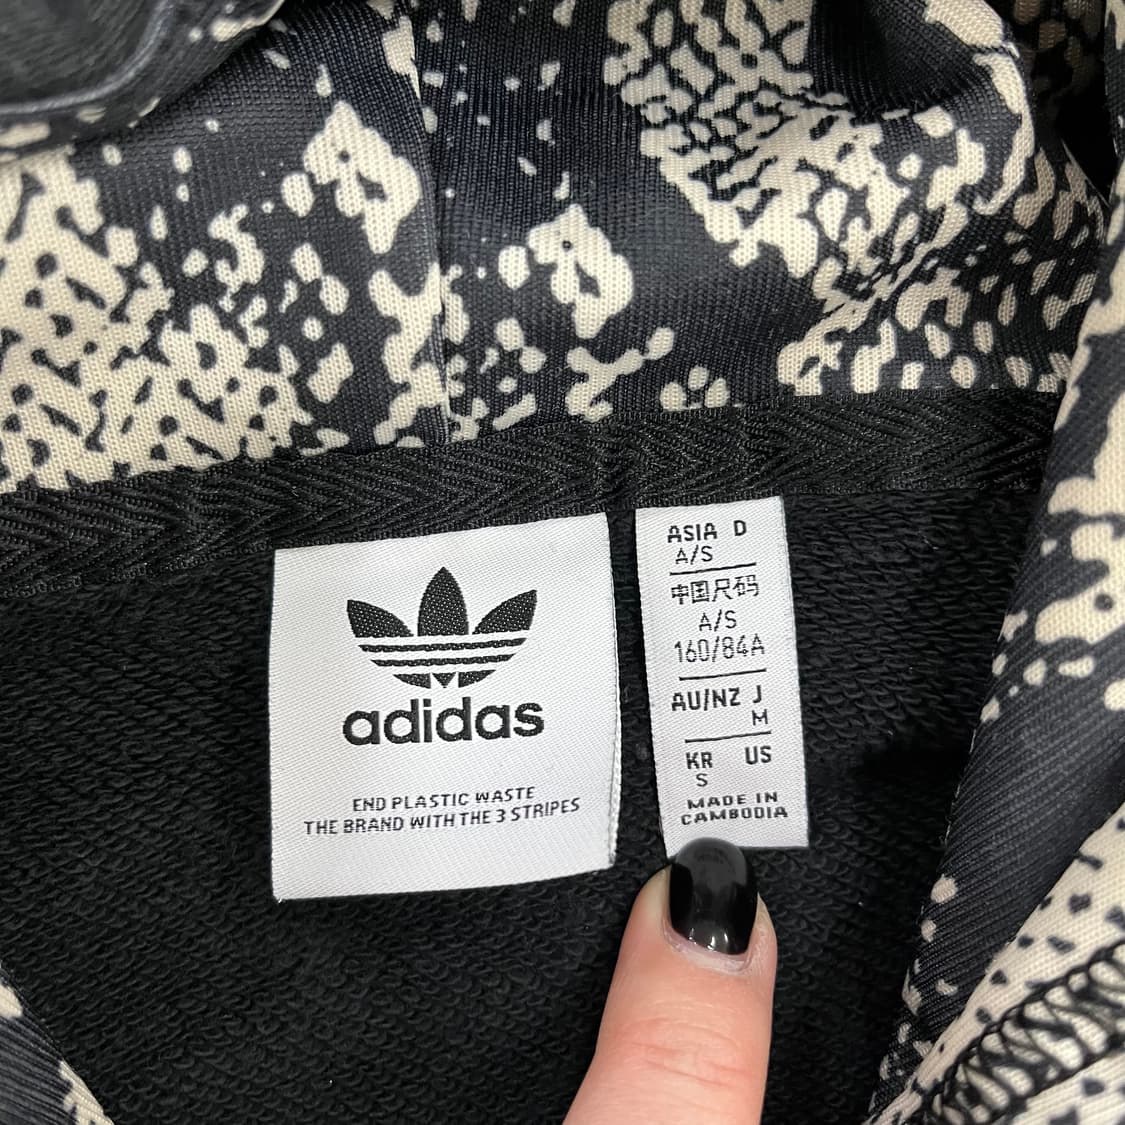 adidas
END PLASTIC WASTE
THE BRAND WITH THE 3 STRIPES
ASIA D
A/S
中国尺码
A/S
160/84A
AU/NZ J
M
KR US
S
MADE IN
CAMBODIA